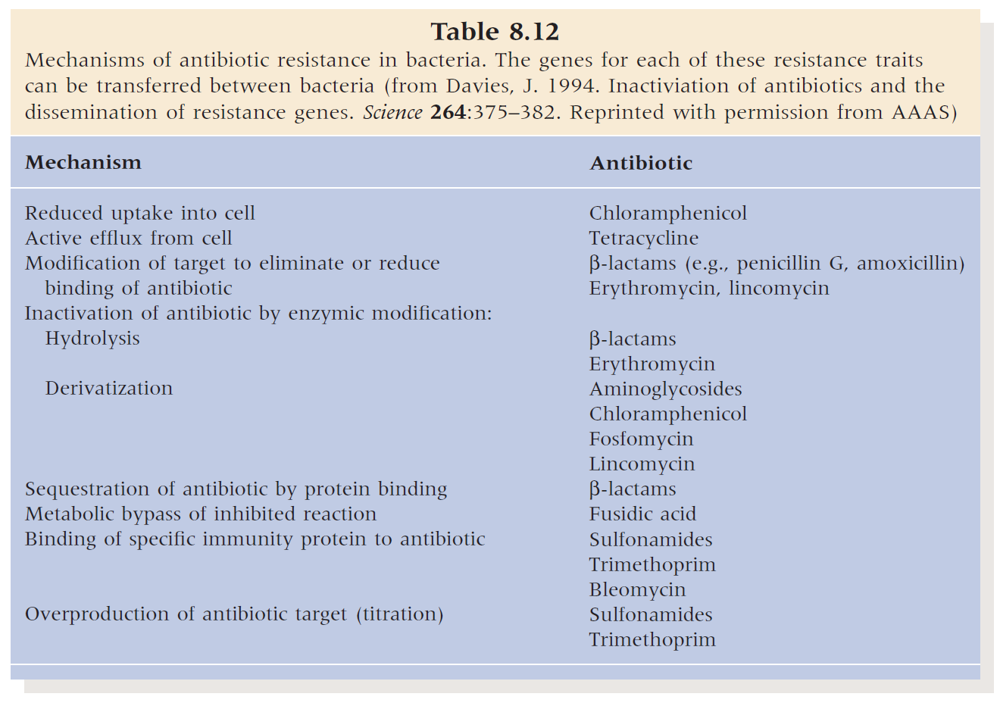 Table 8.12
Mechanisms of antibiotic resistance in bacteria. The genes for each of these resistance traits
can be transferred between bacteria (from Davies, J. 1994. Inactiviation of antibiotics and the
dissemination of resistance genes. Science 264:375–382. Reprinted with permission from AAAS)
Mechanism Antibiotic
Reduced uptake into cell Chloramphenicol
Active efflux from cell Tetracycline
Modification of target to eliminate or reduce β-lactams (e.g., penicillin G, amoxicillin)
binding of antibiotic Erythromycin, lincomycin
Inactivation of antibiotic by enzymic modification:
Hydrolysis β-lactams
Erythromycin
Derivatization Aminoglycosides
Chloramphenicol
Fosfomycin
Lincomycin
Sequestration of antibiotic by protein binding β-lactams
Metabolic bypass of inhibited reaction Fusidic acid
Binding of specific immunity protein to antibiotic Sulfonamides
Trimethoprim
Bleomycin
Overproduction of antibiotic target (titration) Sulfonamides
Trimethoprim